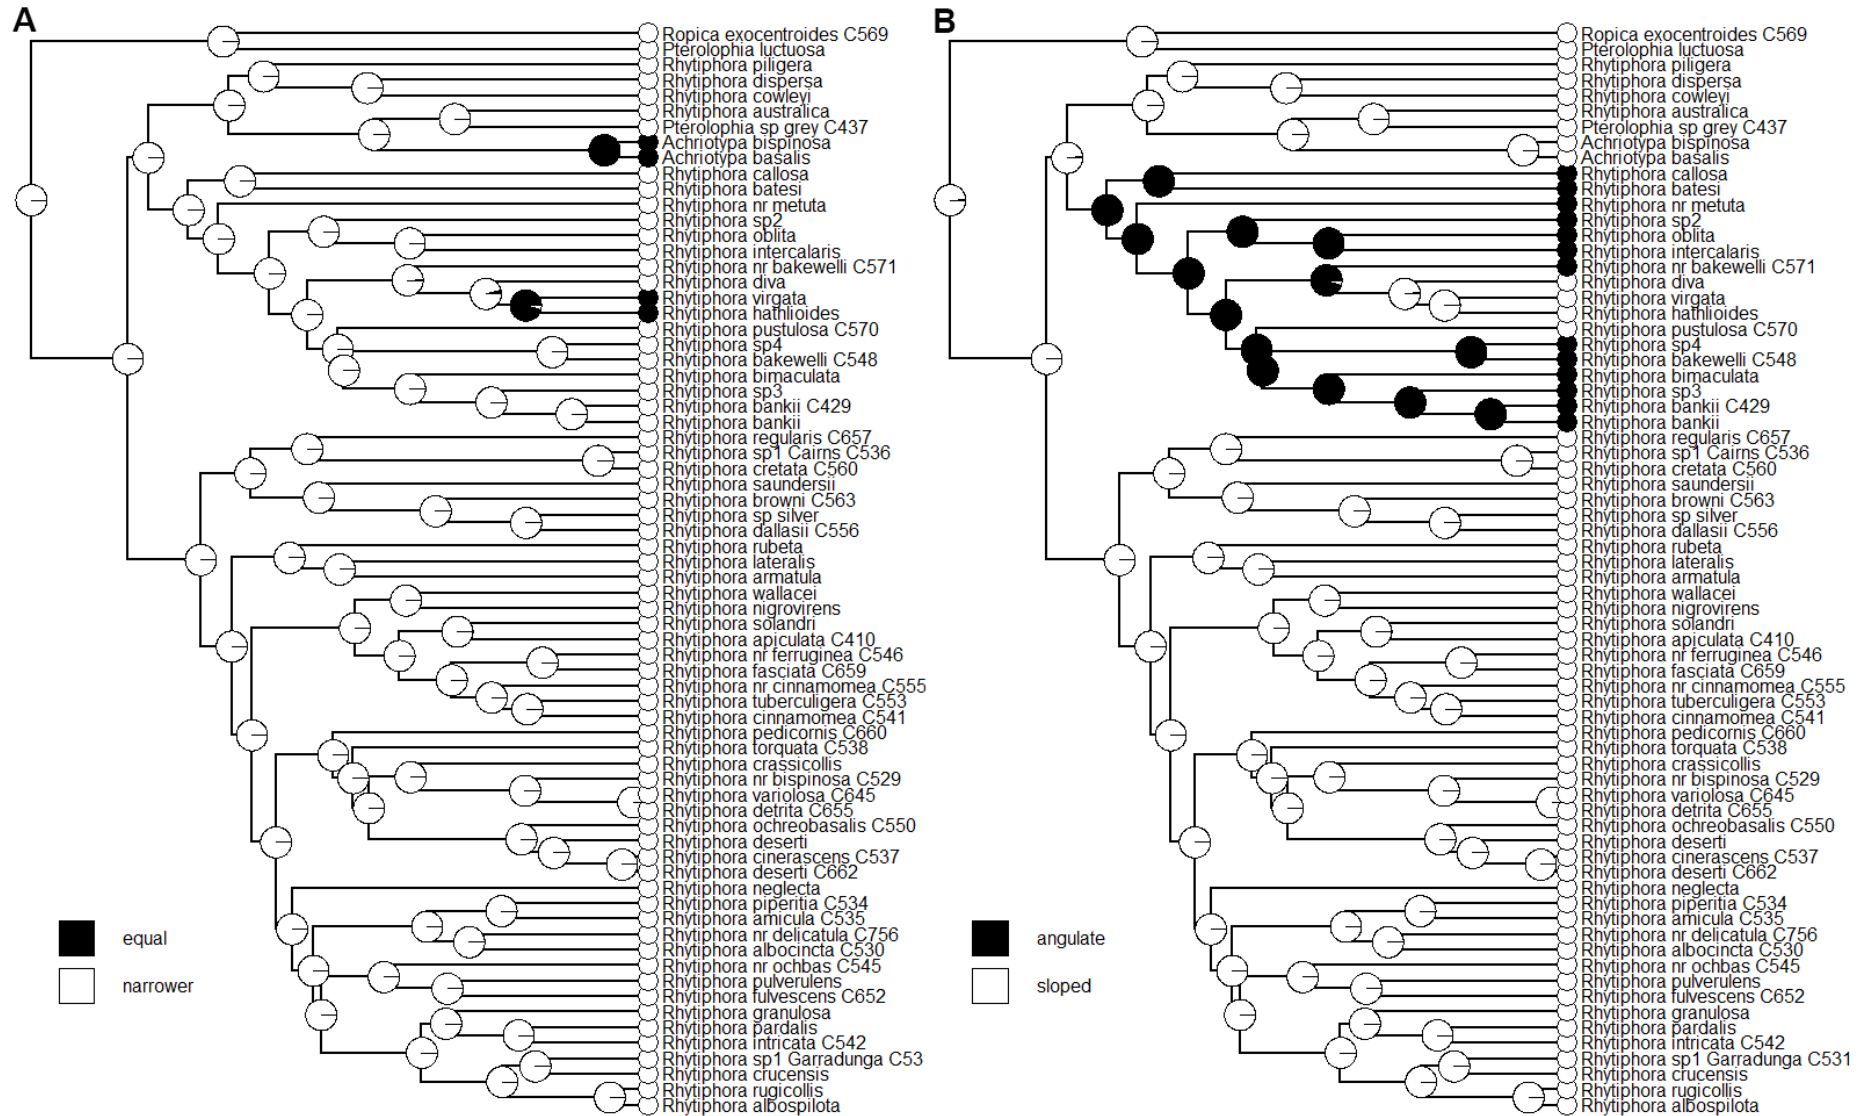 A
Ropica exocentroides C569
Pterolophia luctuosa
Rhytiphora piligera
Rhytiphora dispersa
Rhytiphora cowleyi
Rhytiphora australica
Pterolophia sp grey C437
Achriotypa bispinosa
Achriotypa basalis
Rhytiphora callosa
Rhytiphora batesi
Rhytiphora nr metuta
Rhytiphora sp2
Rhytiphora oblita
Rhytiphora intercalaris
Rhytiphora nr bakewelli C571
Rhytiphora diva
Rhytiphora virgata
Rhytiphora hathlioides
Rhytiphora pustulosa C570
Rhytiphora sp4
Rhytiphora bakewelli C548
Rhytiphora bimaculata
Rhytiphora sp3
Rhytiphora bankii C429
Rhytiphora bankii
Rhytiphora regularis C657
Rhytiphora sp1 Cairns C536
Rhytiphora cretata C560
Rhytiphora saundersii
Rhytiphora browni C563
Rhytiphora sp silver
Rhytiphora dallasii C556
Rhytiphora rubeta
Rhytiphora lateralis
Rhytiphora armatula
Rhytiphora wallacei
Rhytiphora nigrovirens
Rhytiphora solandri
Rhytiphora apiculata C410
Rhytiphora nr ferruginea C546
Rhytiphora fasciata C659
Rhytiphora nr cinnamomea C555
Rhytiphora tuberculigera C553
Rhytiphora cinnamomea C541
Rhytiphora pedicornis C660
Rhytiphora torquata C538
Rhytiphora crassicollis
Rhytiphora nr bispinosa C529
Rhytiphora variolosa C645
Rhytiphora detrita C655
Rhytiphora ochreobasalis C550
Rhytiphora deserti
Rhytiphora cinerascens C537
Rhytiphora deserti C662
Rhytiphora neglecta
Rhytiphora piperitia C534
Rhytiphora amicula C535
Rhytiphora nr delicatula C756
Rhytiphora albocincta C530
Rhytiphora nr ochbas C545
Rhytiphora pulverulens
Rhytiphora fulvescens C652
Rhytiphora granulosa
Rhytiphora pardalis
Rhytiphora intricata C542
Rhytiphora sp1 Garradunga C53
Rhytiphora crucensis
Rhytiphora rugicollis
Rhytiphora albospilota
equal
narrower
B
Ropica exocentroides C569
Pterolophia luctuosa
Rhytiphora piligera
Rhytiphora dispersa
Rhytiphora cowleyi
Rhytiphora australica
Pterolophia sp grey C437
Achriotypa bispinosa
Achriotypa basalis
Rhytiphora callosa
Rhytiphora batesi
Rhytiphora nr metuta
Rhytiphora sp2
Rhytiphora oblita
Rhytiphora intercalaris
Rhytiphora nr bakewelli C571
Rhytiphora diva
Rhytiphora virgata
Rhytiphora hathlioides
Rhytiphora pustulosa C570
Rhytiphora sp4
Rhytiphora bakewelli C548
Rhytiphora bimaculata
Rhytiphora sp3
Rhytiphora bankii C429
Rhytiphora bankii
Rhytiphora regularis C657
Rhytiphora sp1 Cairns C536
Rhytiphora cretata C560
Rhytiphora saundersii
Rhytiphora browni C563
Rhytiphora sp silver
Rhytiphora dallasii C556
Rhytiphora rubeta
Rhytiphora lateralis
Rhytiphora armatula
Rhytiphora wallacei
Rhytiphora nigrovirens
Rhytiphora solandri
Rhytiphora apiculata C410
Rhytiphora nr ferruginea C546
Rhytiphora fasciata C659
Rhytiphora nr cinnamomea C555
Rhytiphora tuberculigera C553
Rhytiphora cinnamomea C541
Rhytiphora pedicornis C660
Rhytiphora torquata C538
Rhytiphora crassicollis
Rhytiphora nr bispinosa C529
Rhytiphora variolosa C645
Rhytiphora detrita C655
Rhytiphora ochreobasalis C550
Rhytiphora deserti
Rhytiphora cinerascens C537
Rhytiphora deserti C662
Rhytiphora neglecta
Rhytiphora piperitia C534
Rhytiphora amicula C535
Rhytiphora nr delicatula C756
Rhytiphora albocincta C530
Rhytiphora nr ochbas C545
Rhytiphora pulverulens
Rhytiphora fulvescens C652
Rhytiphora granulosa
Rhytiphora pardalis
Rhytiphora intricata C542
Rhytiphora sp1 Garradunga C531
Rhytiphora crucensis
Rhytiphora rugicollis
Rhytiphora albospilota
angulate
sloped